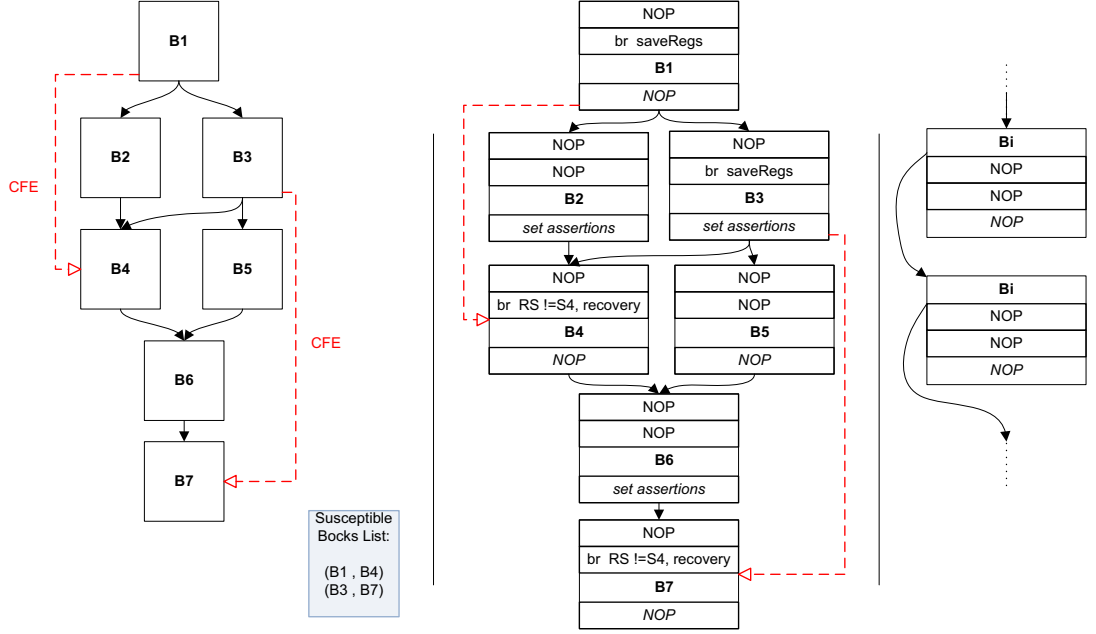 B1
B2
B3
CFE
B4
B5
CFE
B6
B7
Susceptible
Bocks List:
(B1 , B4)
(B3 , B7)
NOP
br saveRegs
B1
NOP
NOP
NOP
B2
set assertions
NOP
br saveRegs
B3
set assertions
NOP
br RS !=S4, recovery
B4
NOP
NOP
NOP
B5
NOP
NOP
NOP
B6
set assertions
NOP
br RS !=S4, recovery
B7
NOP
Bi
NOP
NOP
NOP
Bi
NOP
NOP
NOP